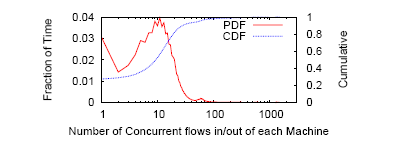 0.04
0.03
0.02
0.01
0
Fraction of Time
PDF
CDF
1
0.8
0.6
0.4
0.2
0
Cumulative
1 10 100 1000
Number of Concurrent flows in/out of each Machine